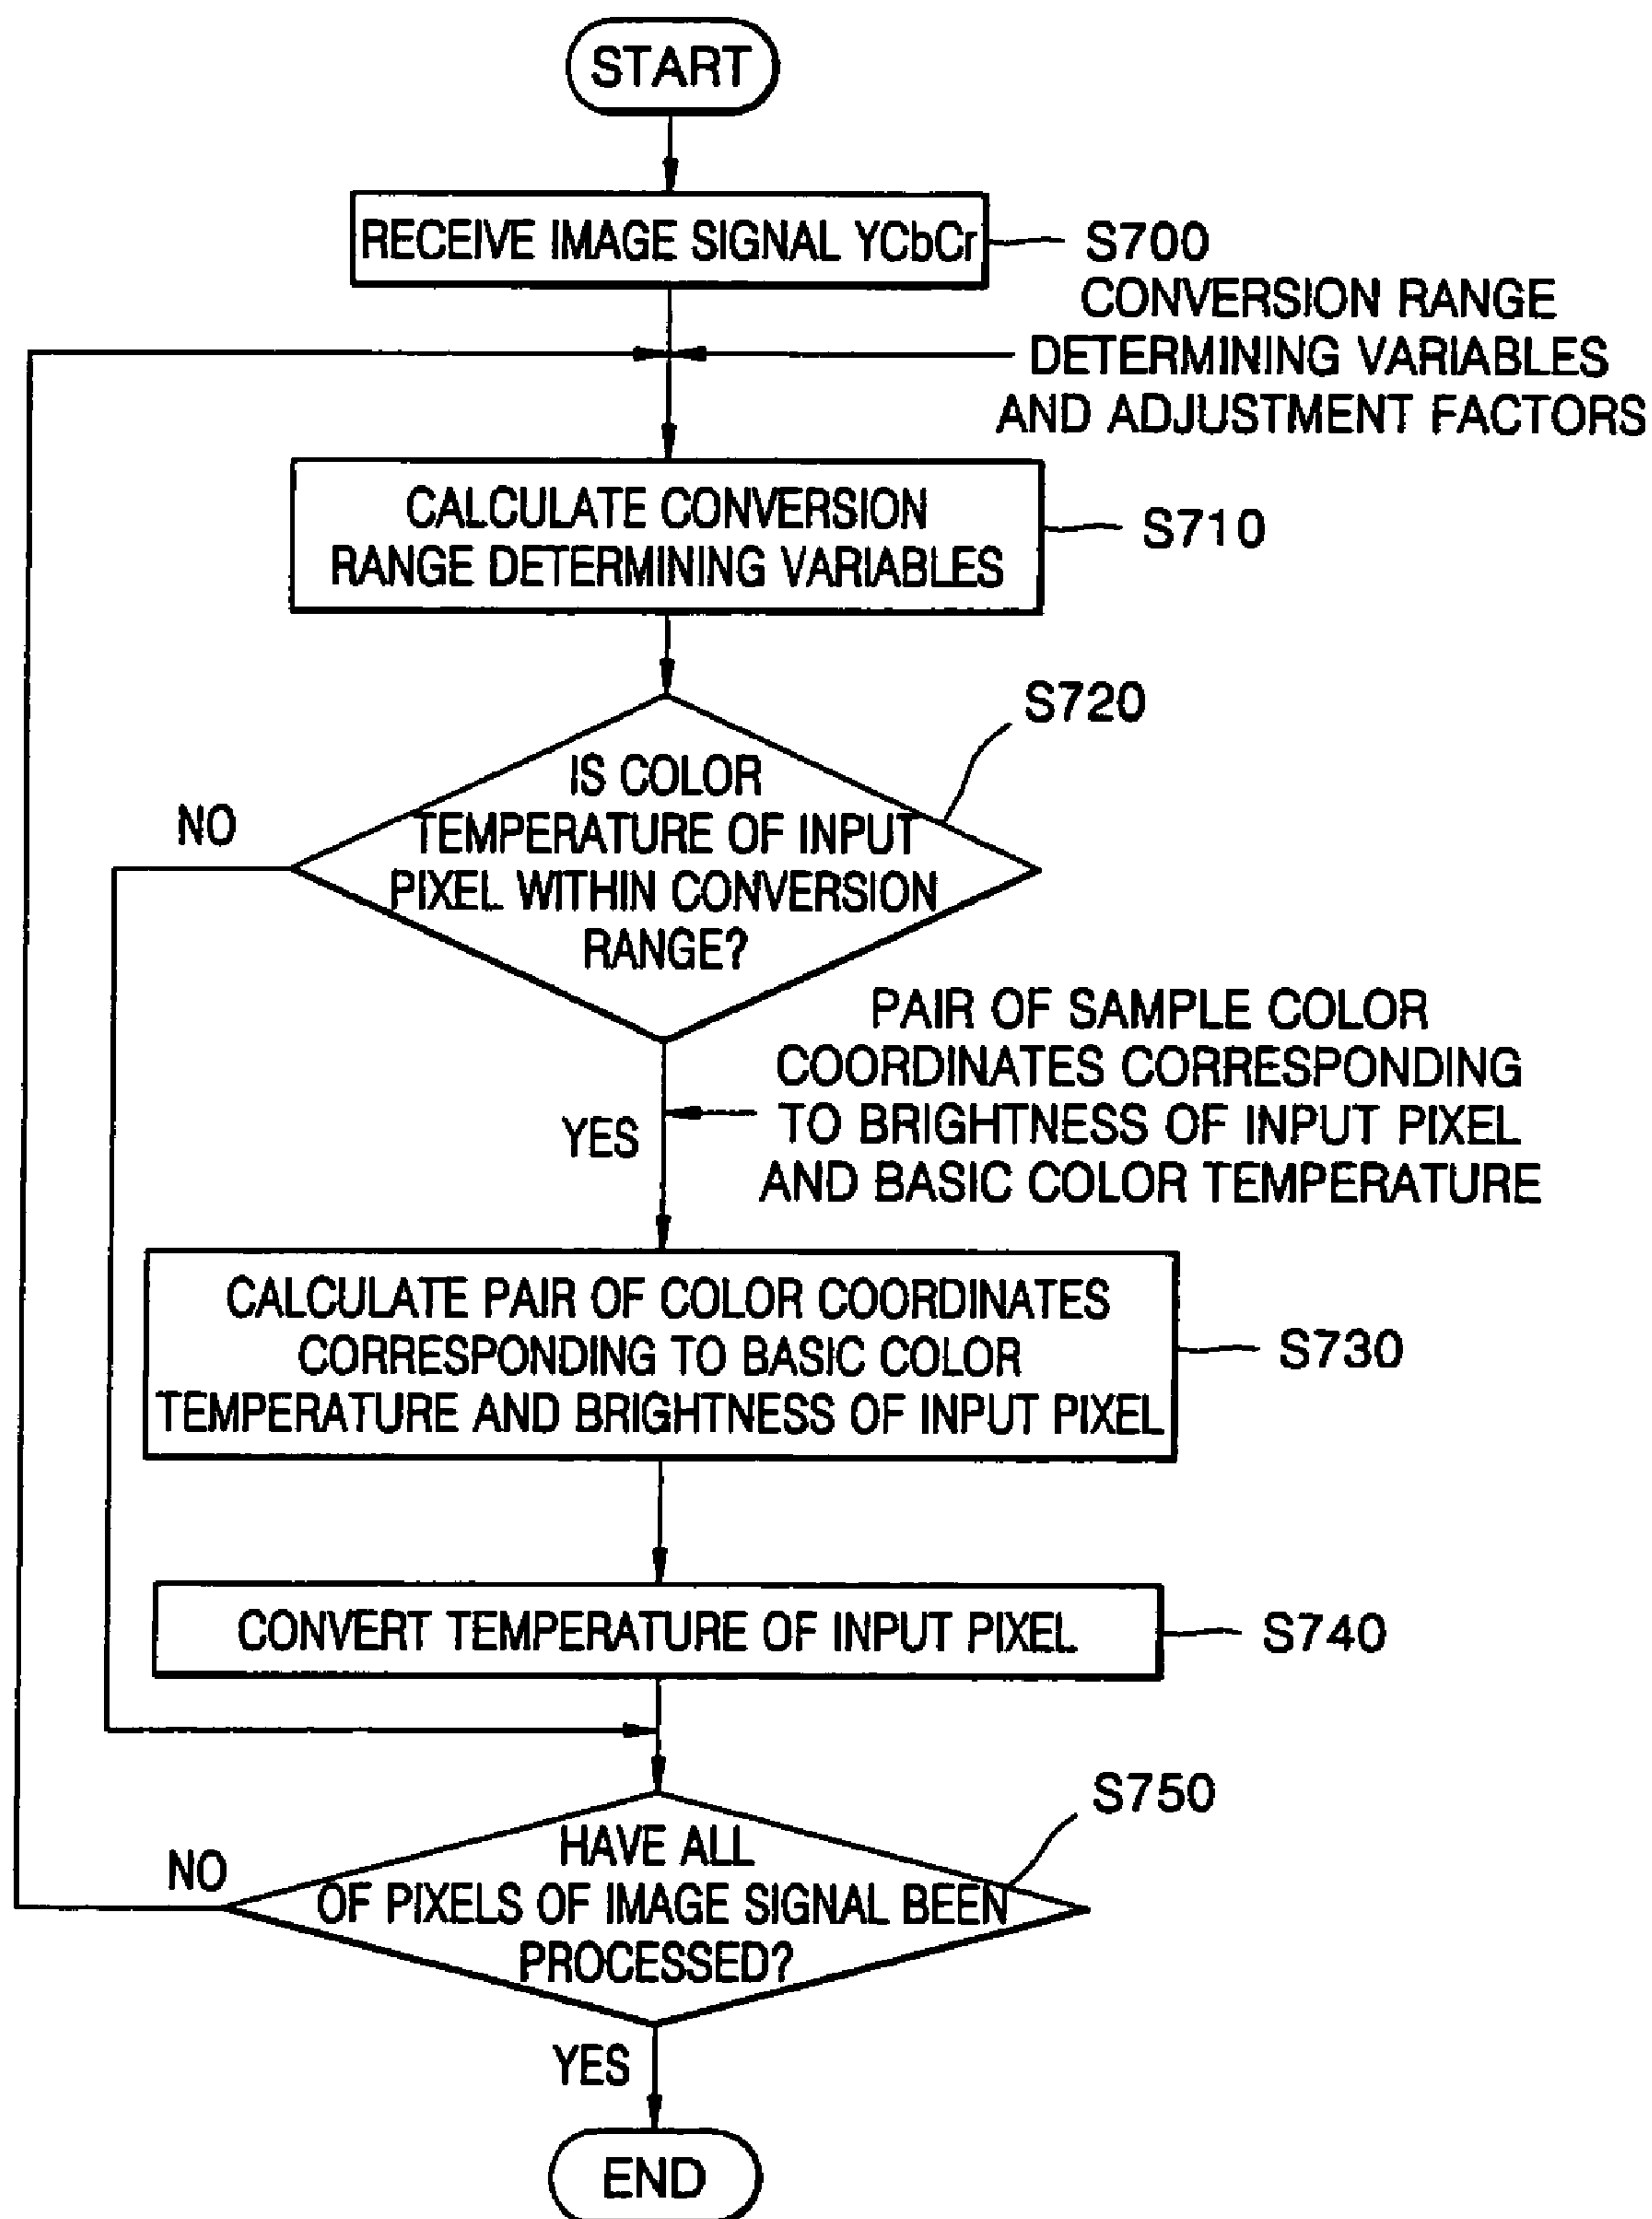 START
RECEIVE IMAGE SIGNAL YCbCr
S700
CONVERSION RANGE
DETERMINING VARIABLES
AND ADJUSTMENT FACTORS
CALCULATE CONVERSION
RANGE DETERMINING VARIABLES
S710
S720
IS COLOR
TEMPERATURE OF INPUT
PIXEL WITHIN CONVERSION
RANGE?
NO
PAIR OF SAMPLE COLOR
COORDINATES CORRESPONDING
TO BRIGHTNESS OF INPUT PIXEL
AND BASIC COLOR TEMPERATURE
YES
CALCULATE PAIR OF COLOR COORDINATES
CORRESPONDING TO BASIC COLOR
TEMPERATURE AND BRIGHTNESS OF INPUT PIXEL
S730
CONVERT TEMPERATURE OF INPUT PIXEL
S740
S750
HAVE ALL
OF PIXELS OF IMAGE SIGNAL BEEN
PROCESSED?
NO
YES
END